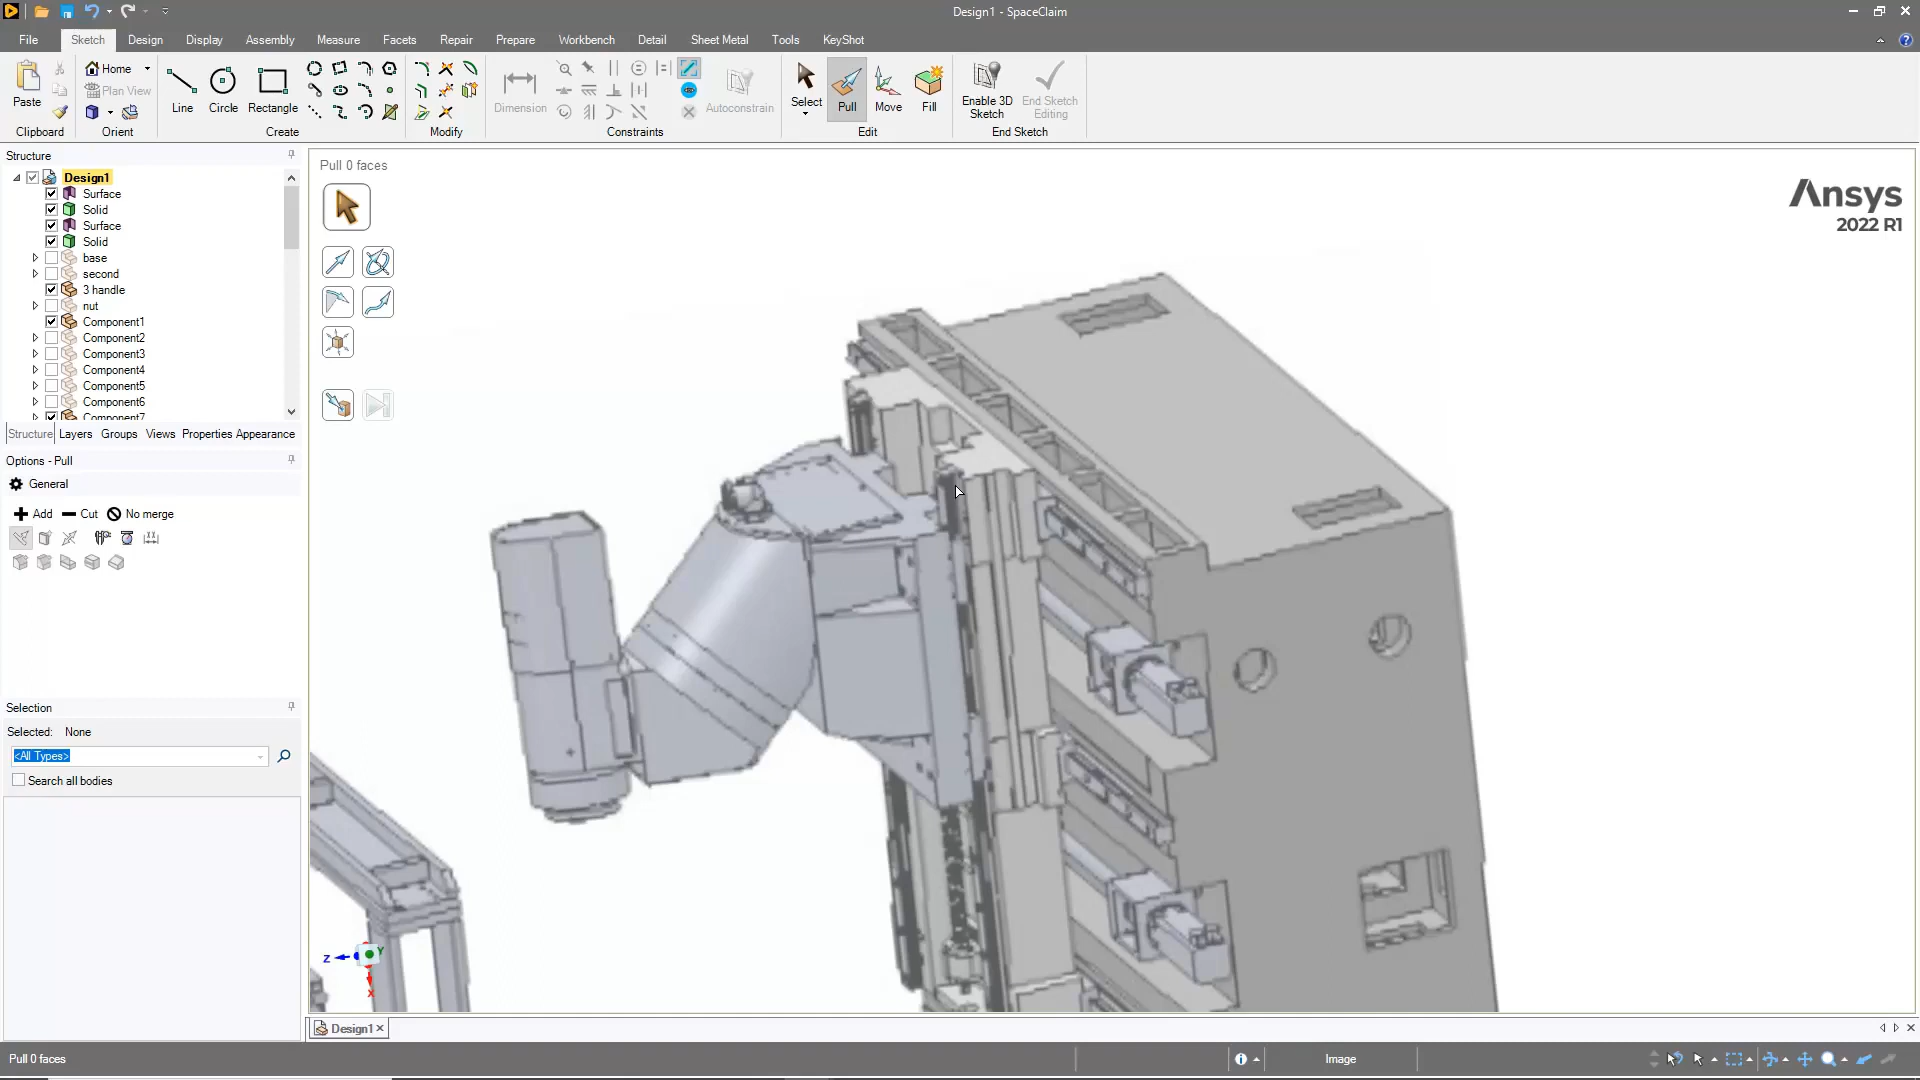 Design1 - SpaceClaim
File Sketch Design Display Assembly Measure Facets Repair Prepare Workbench Detail Sheet Metal Tools KeyShot
Paste
Home
Plan View
Line Circle Rectangle
Dimension
Autoconstrain
Select Pull Move Fill
Enable 3D Sketch
End Sketch Editing
Clipboard Orient Create Modify Constraints Edit End Sketch
Structure
Design1
Surface
Solid
Surface
Solid
base
second
3 handle
nut
Component1
Component2
Component3
Component4
Component5
Component6
Component7
Structure Layers Groups Views Properties Appearance
Options - Pull
General
Add Cut No merge
Selection
Selected: None
<All Types>
Search all bodies
Pull 0 faces
Ansys
2022 R1
Z
Y
X
Design1
Pull 0 faces
Image